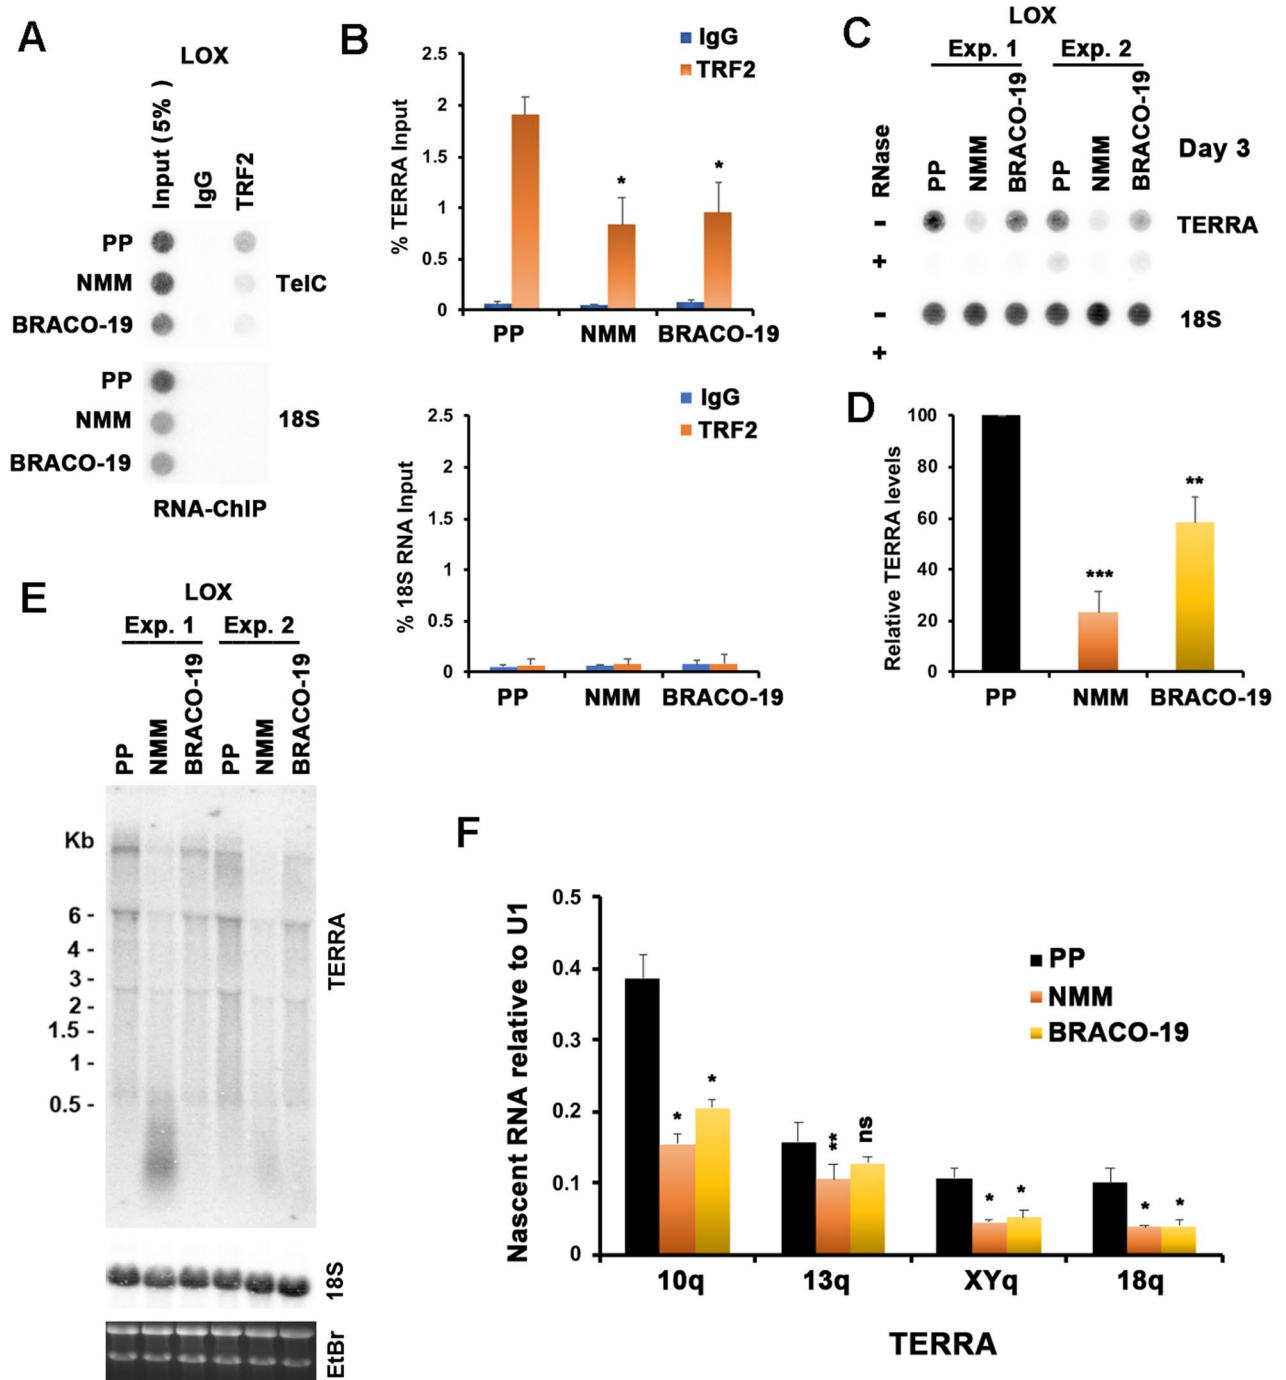 A
LOX
Input (5% )
IgG
TRF2
PP
NMM
BRACO-19
TelC
PP
NMM
BRACO-19
18S
RNA-ChIP
B
IgG
TRF2
% TERRA Input
2.5
2
1.5
1
0.5
0
*
*
PP
NMM
BRACO-19
IgG
TRF2
% 18S RNA Input
2.5
2
1.5
1
0.5
0
PP
NMM
BRACO-19
C
LOX
Exp. 1
Exp. 2
RNase
PP
NMM
BRACO-19
PP
NMM
BRACO-19
Day 3
-
TERRA
+
-
18S
+
D
Relative TERRA levels
100
80
60
40
20
0
***
**
PP
NMM
BRACO-19
E
LOX
Exp. 1
Exp. 2
PP
NMM
BRACO-19
PP
NMM
BRACO-19
Kb
6 -
4 -
3 -
2 -
1.5 -
1 -
0.5 -
TERRA
18S
EtBr
F
Nascent RNA relative to U1
0.5
0.4
0.3
0.2
0.1
0
PP
NMM
BRACO-19
*
*
**
ns
*
*
*
*
10q
13q
XYq
18q
TERRA